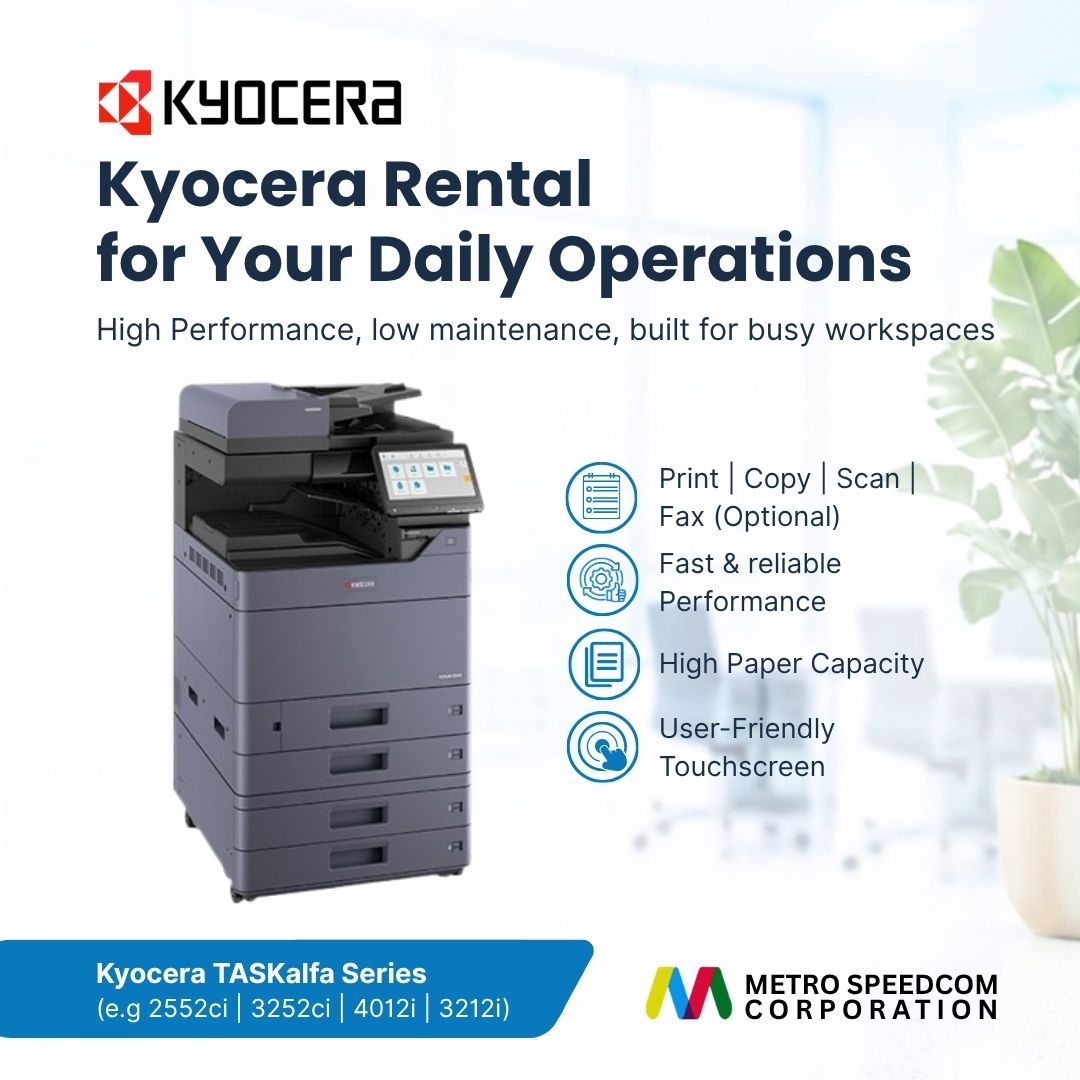 KYOCERA
Kyocera Rental
for Your Daily Operations
High Performance, low maintenance, built for busy workspaces
Print | Copy | Scan |
Fax (Optional)
Fast & reliable
Performance
High Paper Capacity
User-Friendly
Touchscreen
KYOCERA
Kyocera TASKalfa Series
(e.g 2552ci | 3252ci | 4012i | 3212i)
METRO SPEEDCOM
CORPORATION